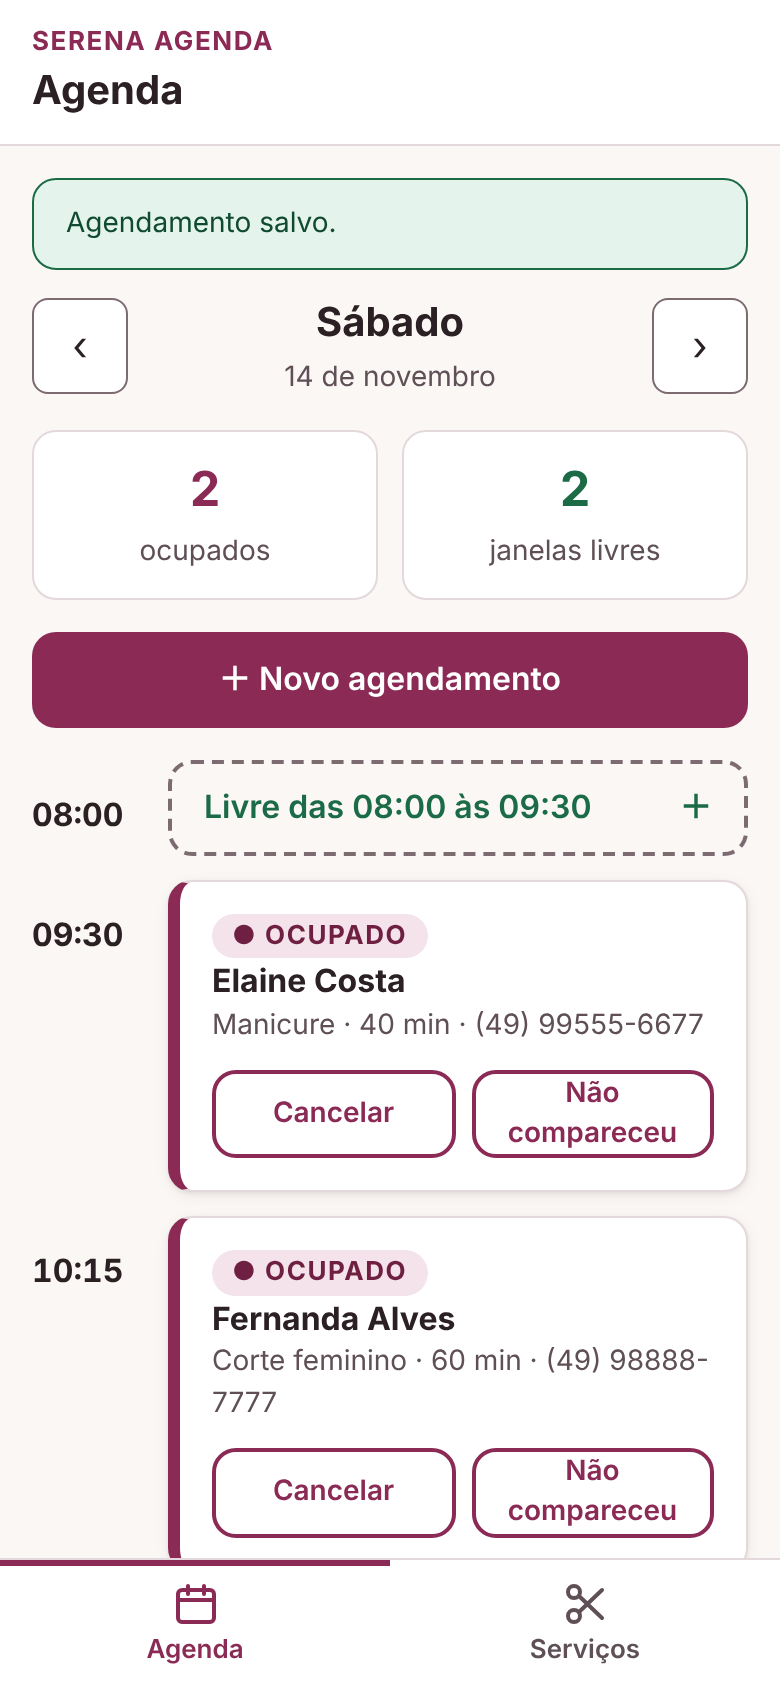 SERENA AGENDA
Agenda
Agendamento salvo.
‹
Sábado
›
14 de novembro
2
2
ocupados
janelas livres
+ Novo agendamento
08:00
Livre das 08:00 às 09:30
+
09:30
● OCUPADO
Elaine Costa
Manicure · 40 min · (49) 99555-6677
Cancelar
Não
compareceu
10:15
● OCUPADO
Fernanda Alves
Corte feminino · 60 min · (49) 98888-
7777
Cancelar
Não
compareceu
Agenda
Serviços